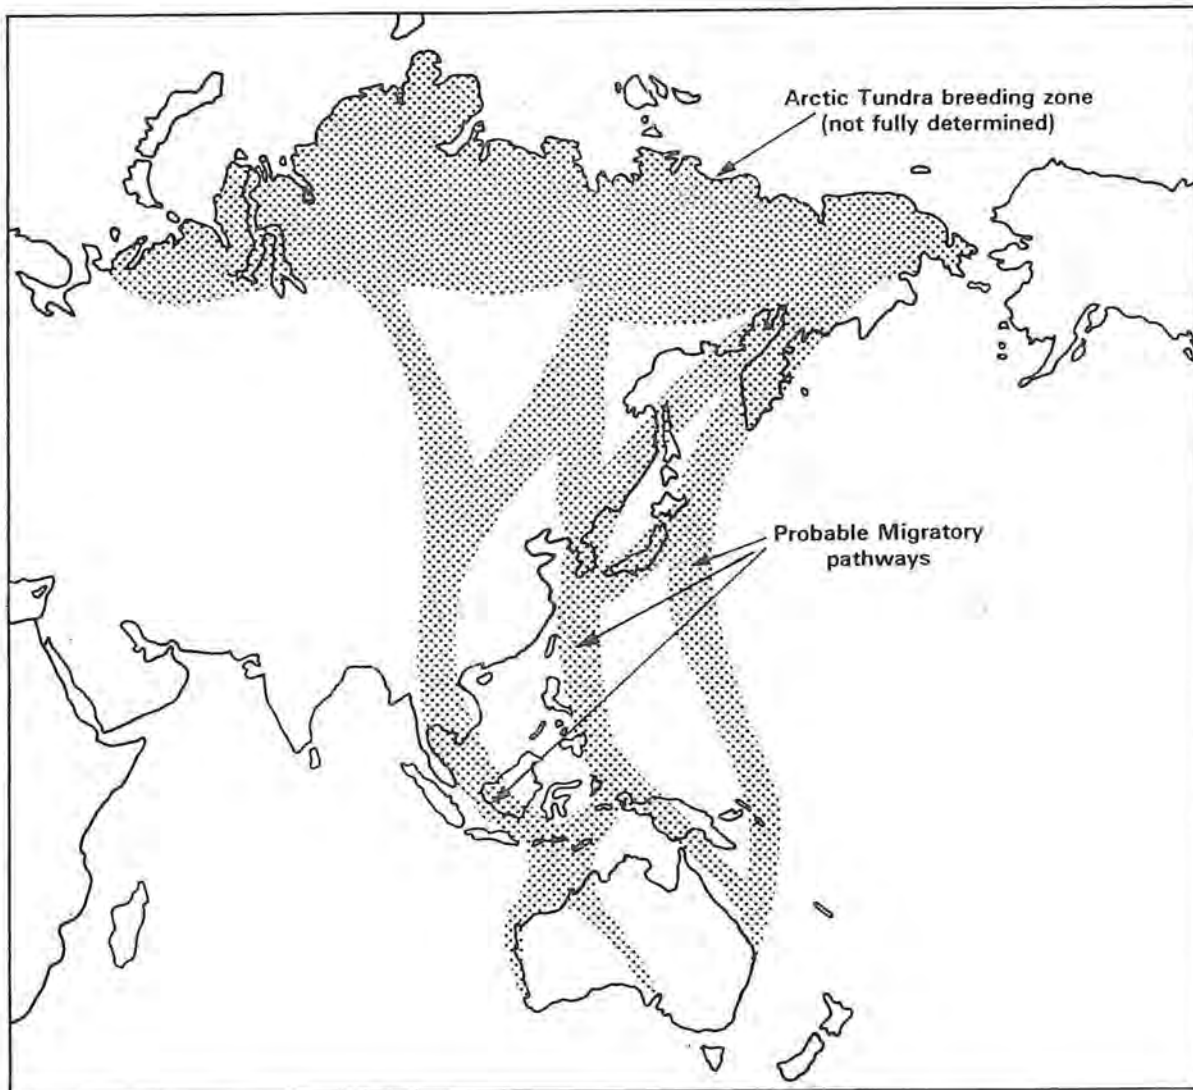 Arctic Tundra breeding zone
(not fully determined)
Probable Migratory
pathways